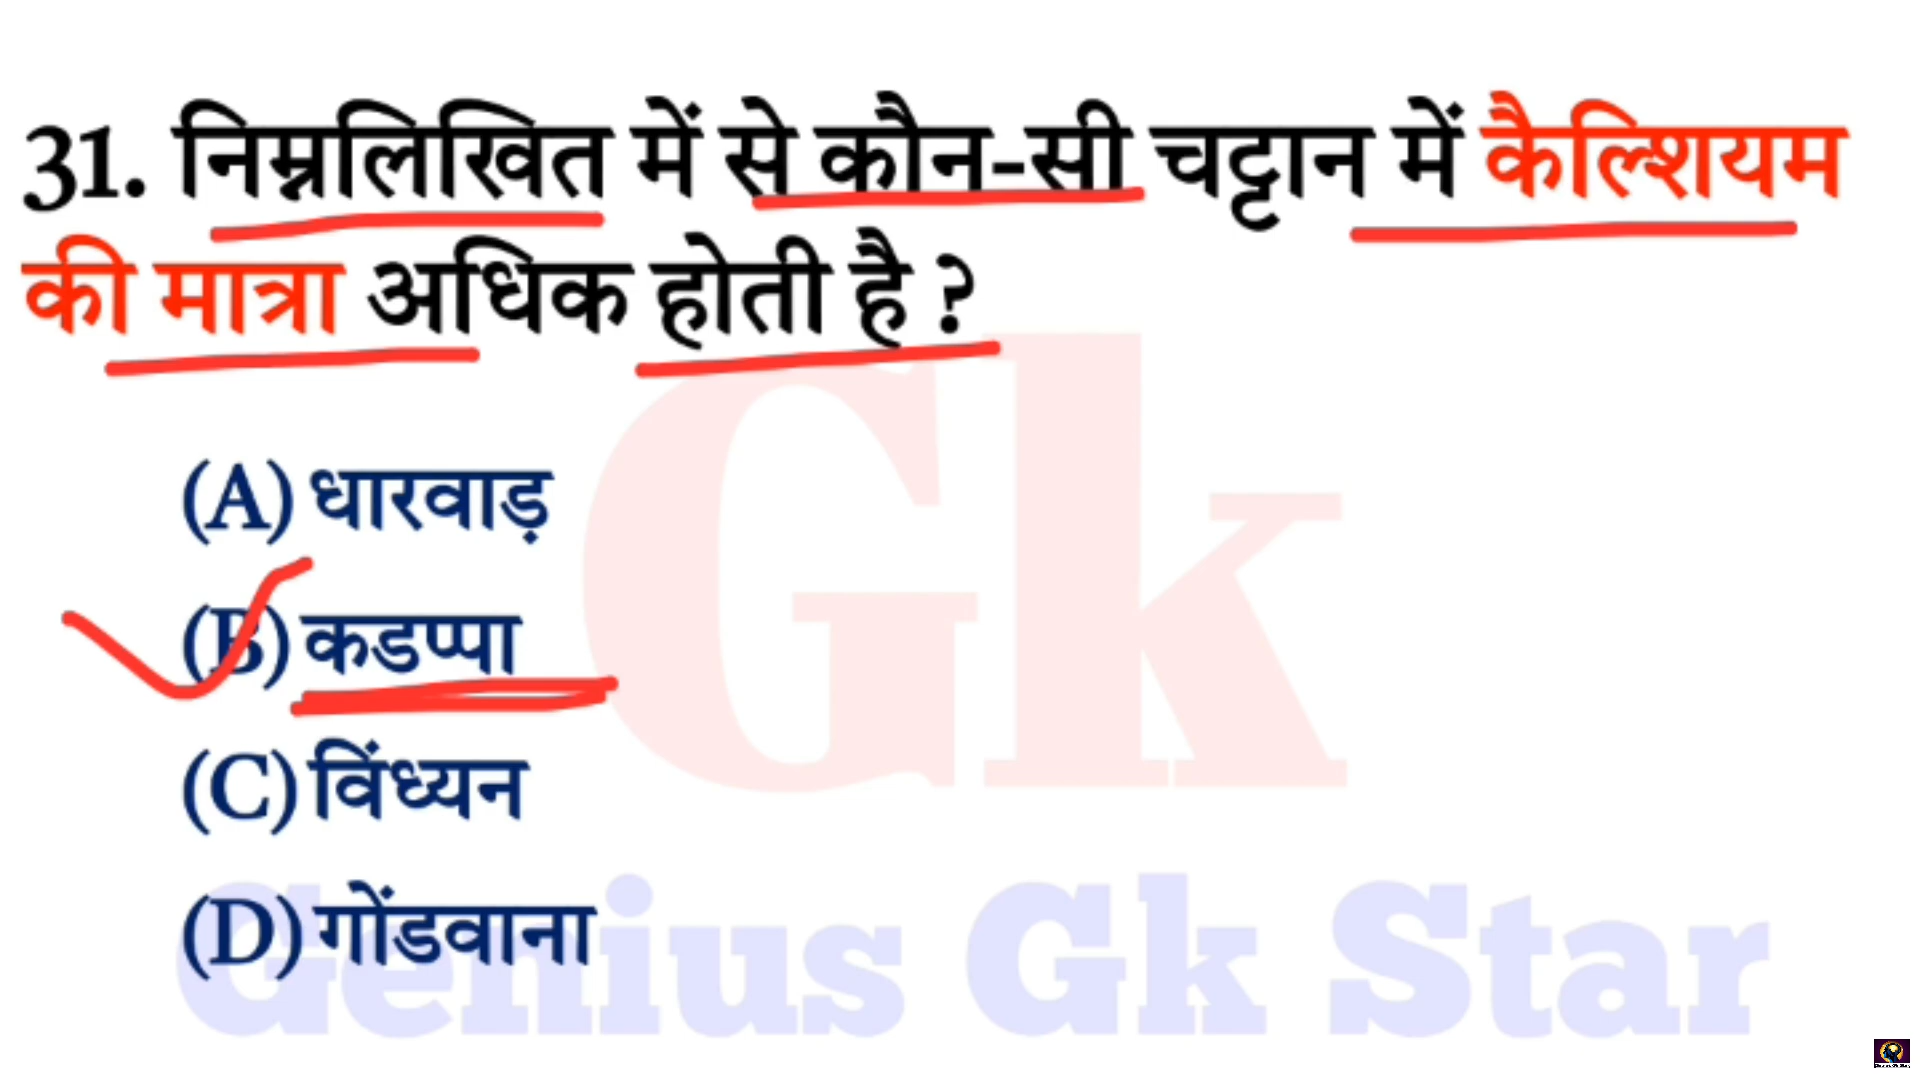 31. निम्नलिखित में से कौन-सी चट्टान में कैल्शियम
की मात्रा अधिक होती है ?
(A) धारवाड़
(B) कडप्पा
(C) विंध्यन
(D) गोंडवाना
Gk
Genius Gk Star